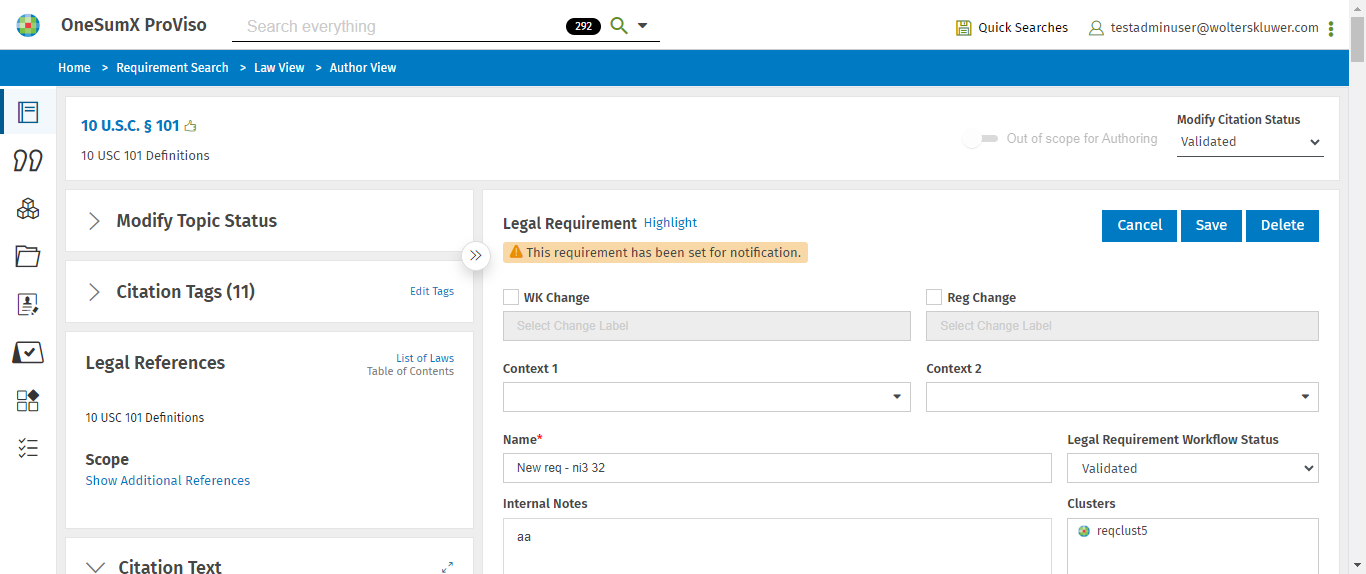 OneSumX ProViso
Search everything
292
Quick Searches
testadminuser@wolterskluwer.com
Home > Requirement Search > Law View > Author View
10 U.S.C. § 101
10 USC 101 Definitions
Out of scope for Authoring
Modify Citation Status
Validated
Modify Topic Status
Citation Tags (11)
Edit Tags
Legal References
List of Laws
Table of Contents
10 USC 101 Definitions
Scope
Show Additional References
Citation Text
Legal Requirement Highlight
Cancel
Save
Delete
This requirement has been set for notification.
WK Change
Select Change Label
Reg Change
Select Change Label
Context 1
Context 2
Name*
New req - ni3 32
Legal Requirement Workflow Status
Validated
Internal Notes
aa
Clusters
reqclust5